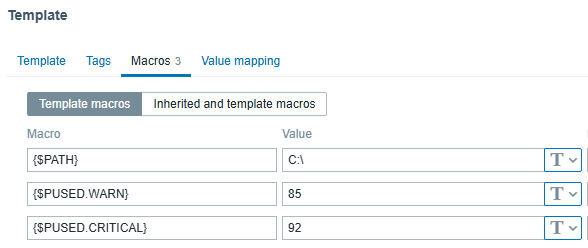 Template
Template Tags Macros 3 Value mapping
Template macros Inherited and template macros
Macro Value
{$PATH} C:\ T
{$PUSED.WARN} 85 T
{$PUSED.CRITICAL} 92 T